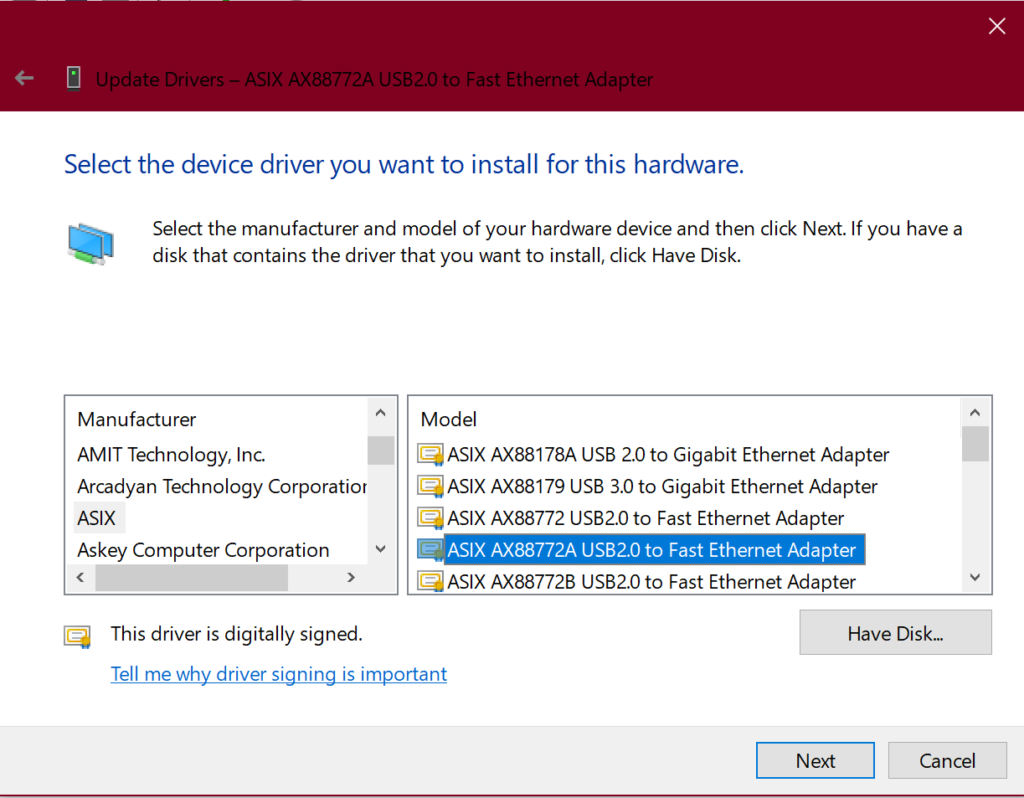 Update Drivers – ASIX AX88772A USB2.0 to Fast Ethernet Adapter
Select the device driver you want to install for this hardware.
Select the manufacturer and model of your hardware device and then click Next. If you have a
disk that contains the driver that you want to install, click Have Disk.
Manufacturer
AMIT Technology, Inc.
Arcadyan Technology Corporation
ASIX
Askey Computer Corporation
Model
ASIX AX88178A USB 2.0 to Gigabit Ethernet Adapter
ASIX AX88179 USB 3.0 to Gigabit Ethernet Adapter
ASIX AX88772 USB2.0 to Fast Ethernet Adapter
ASIX AX88772A USB2.0 to Fast Ethernet Adapter
ASIX AX88772B USB2.0 to Fast Ethernet Adapter
This driver is digitally signed.
Have Disk...
Tell me why driver signing is important
Next
Cancel